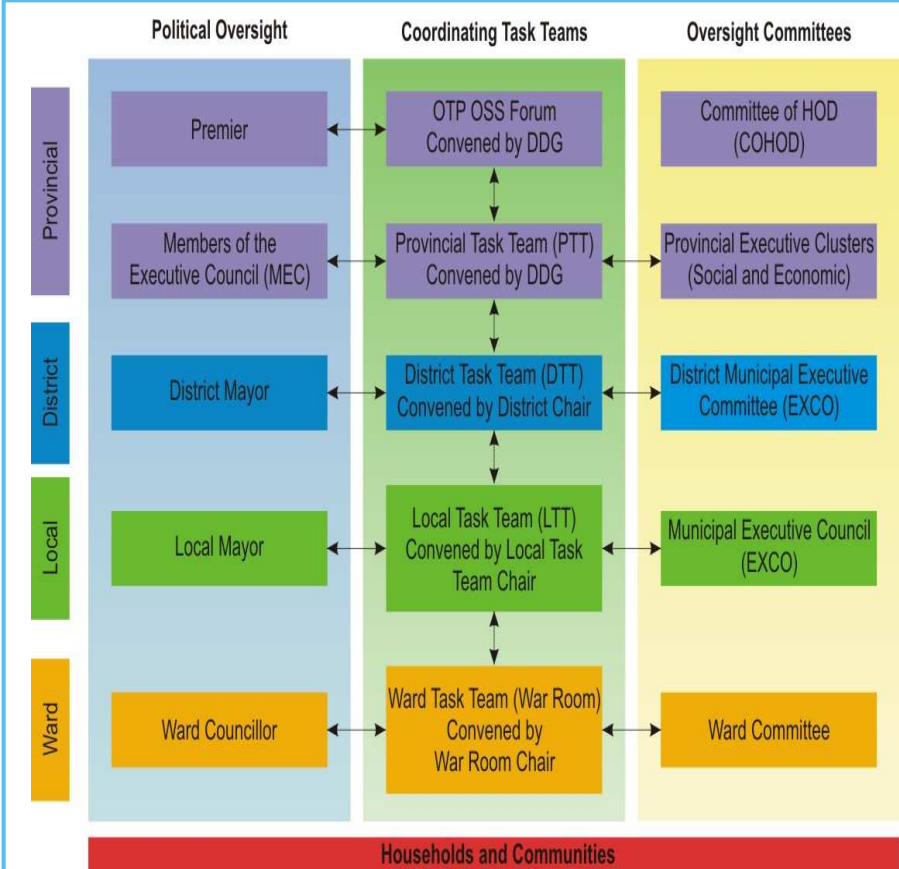 Political Oversight
Coordinating Task Teams
Oversight Committees
Provincial
Premier
OTP OSS Forum
Convened by DDG
Committee of HOD
(COHOD)
Members of the
Executive Council (MEC)
Provincial Task Team (PTT)
Convened by DDG
Provincial Executive Clusters
(Social and Economic)
District
District Mayor
District Task Team (DTT)
Convened by District Chair
District Municipal Executive
Committee (EXCO)
Local
Local Mayor
Local Task Team (LTT)
Convened by Local Task
Team Chair
Municipal Executive Council
(EXCO)
Ward
Ward Councillor
Ward Task Team (War Room)
Convened by
War Room Chair
Ward Committee
Households and Communities